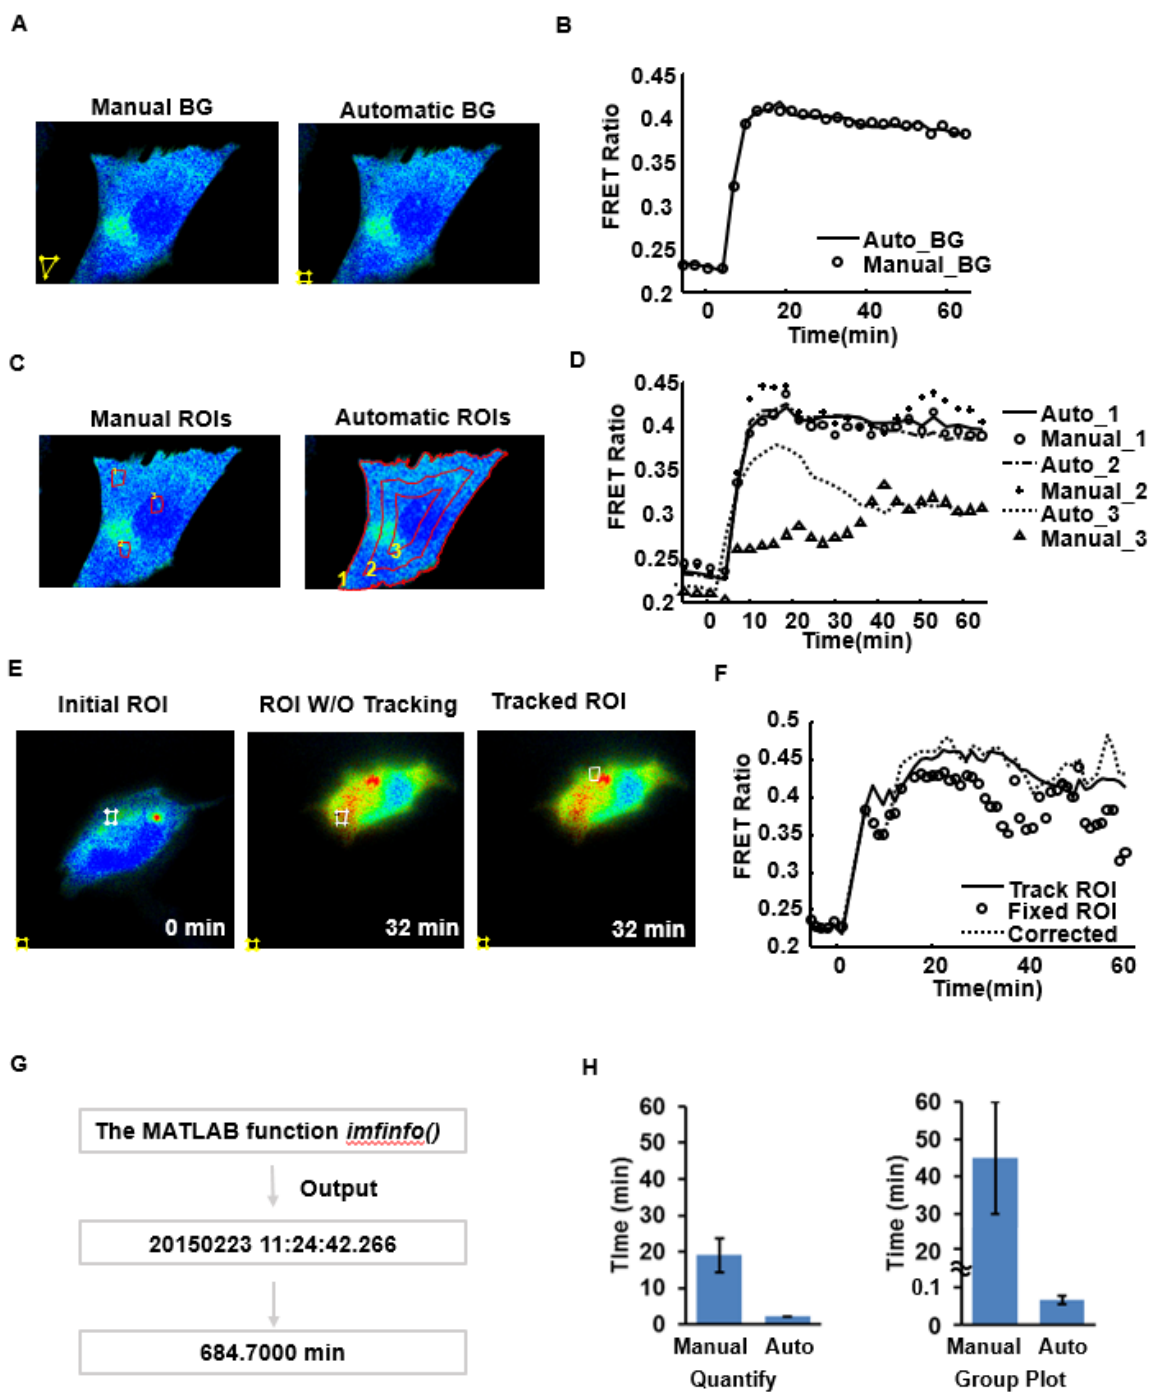 A
Manual BG
Automatic BG
B
0.45
0.4
0.35
0.3
0.25
0.2
FRET Ratio
Auto_BG
Manual_BG
0
20
40
60
Time(min)
C
Manual ROIs
Automatic ROIs
1
2
3
D
0.45
0.4
0.35
0.3
0.25
0.2
FRET Ratio
Auto_1
Manual_1
Auto_2
Manual_2
Auto_3
Manual_3
0
10
20
30
40
50
60
Time(min)
E
Initial ROI
ROI W/O Tracking
Tracked ROI
0 min
32 min
32 min
F
0.5
0.45
0.4
0.35
0.3
0.25
0.2
FRET Ratio
Track ROI
Fixed ROI
Corrected
0
20
40
60
Time(min)
G
The MATLAB function imfinfo()
Output
20150223 11:24:42.266
684.7000 min
H
60
50
40
30
20
10
0
TIme (min)
Manual
Auto
Quantify
60
50
40
30
20
0.1
0
Time (min)
Manual
Auto
Group Plot